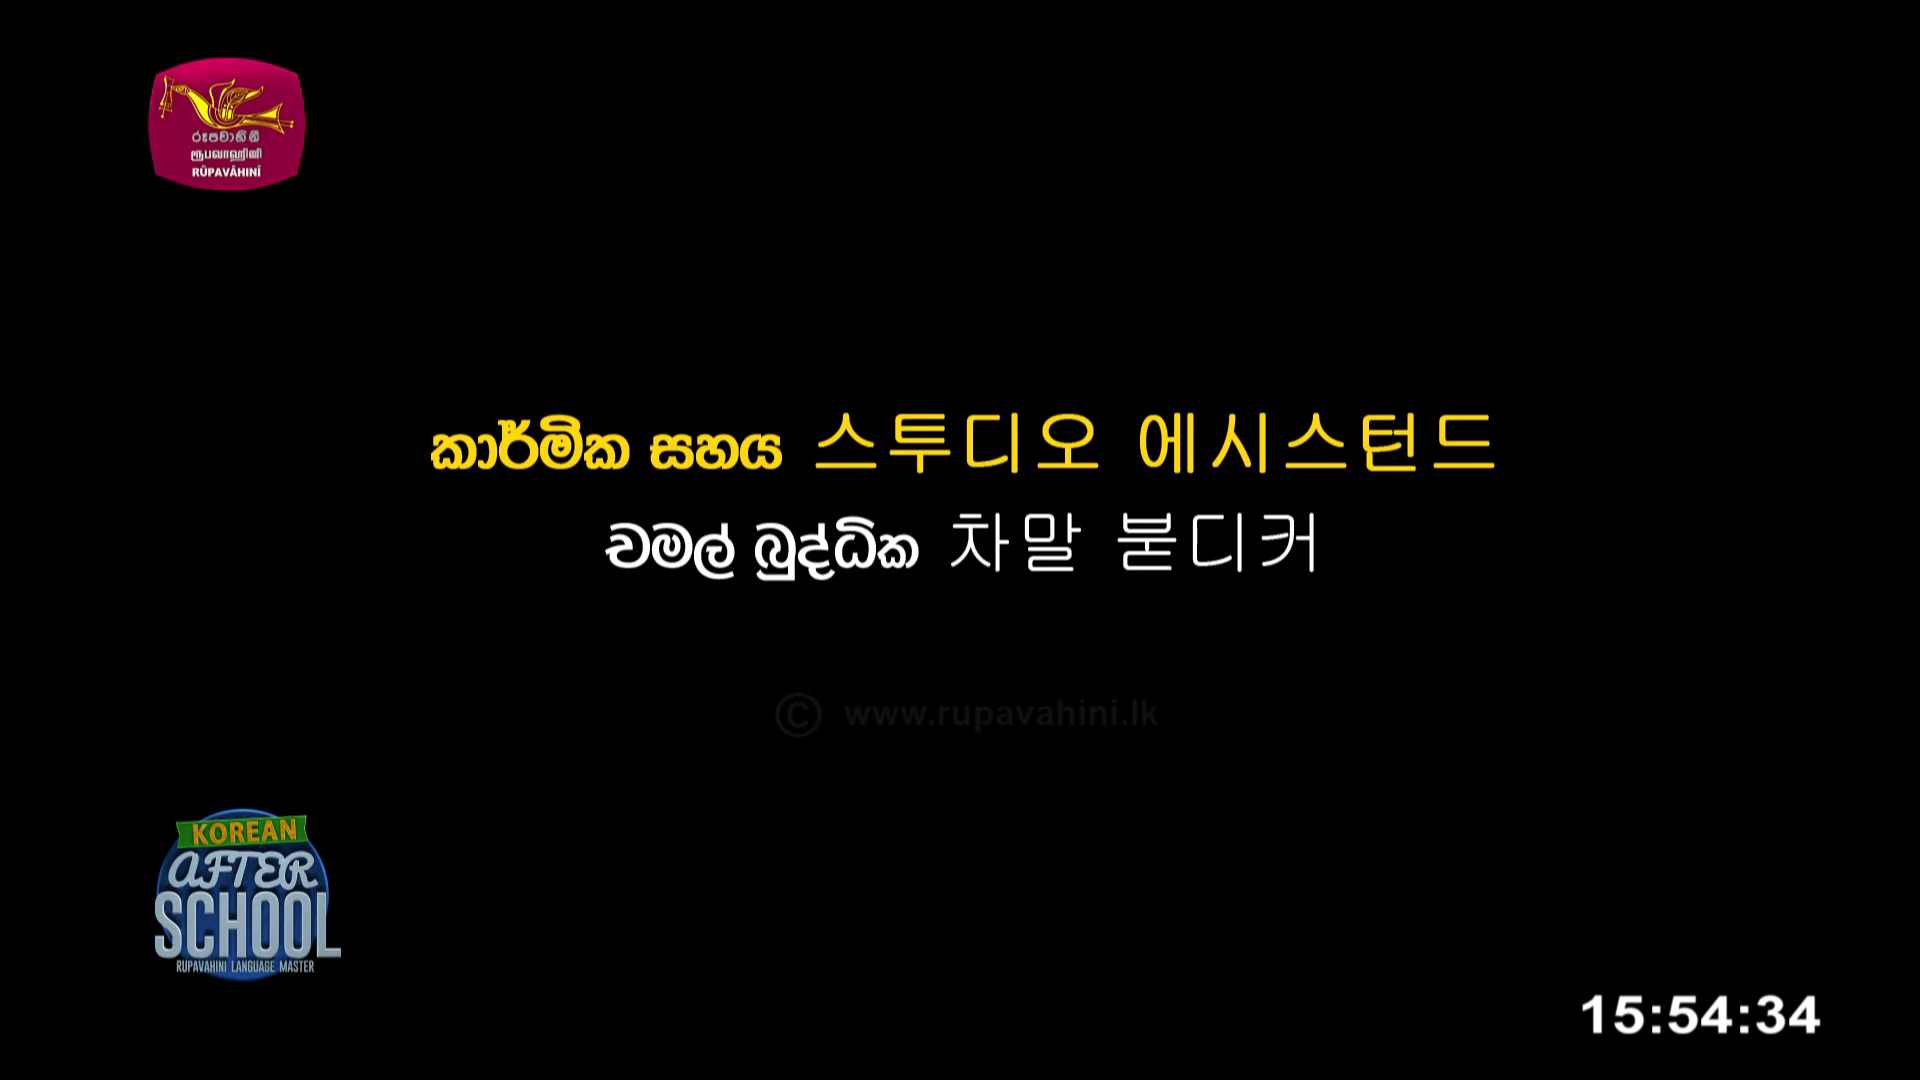 රූපවාහිනී
ரூபவாஹினி
RŪPAVĀHINĪ
කාර්මික සහය 스투디오 에시스턴드
චමල් බුද්ධික 차말 붇디커
© www.rupavahini.lk
KOREAN
AFTER
SCHOOL
RUPAVAHINI LANGUAGE MASTER
15:54:34